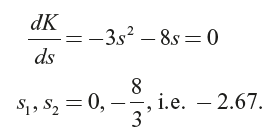 dK/ds = −3s² − 8s = 0
s₁, s₂ = 0, −8/3, i.e. − 2.67.